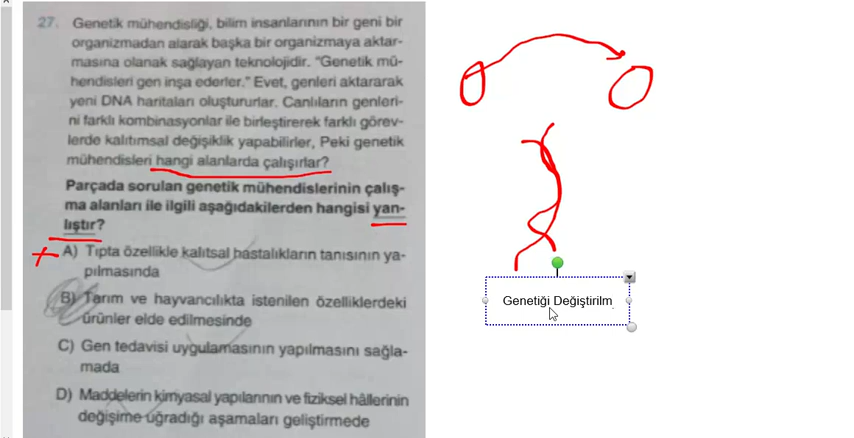 27. Genetik mühendisliği, bilim insanlarının bir geni bir
organizmadan alarak başka bir organizmaya aktar-
masına olanak sağlayan teknolojidir. "Genetik mü-
hendisleri gen inşa ederler." Evet, genleri aktararak
yeni DNA haritaları oluştururlar. Canlıların genleri-
ni farklı kombinasyonlar ile birleştirerek farklı görev-
lerde kalıtımsal değişiklik yapabilirler, Peki genetik
mühendisleri hangi alanlarda çalışırlar?
Parçada sorulan genetik mühendislerinin çalış-
ma alanları ile ilgili aşağıdakilerden hangisi yan-
lıştır?
A) Tıpta özellikle kalıtsal hastalıkların tanısının ya-
pılmasında
B) Tarım ve hayvancılıkta istenilen özelliklerdeki
ürünler elde edilmesinde
C) Gen tedavisi uygulamasının yapılmasını sağla-
mada
D) Maddelerin kimyasal yapılarının ve fiziksel hâllerinin
değişime uğradığı aşamaları geliştirmede
Genetiği Değiştirilm